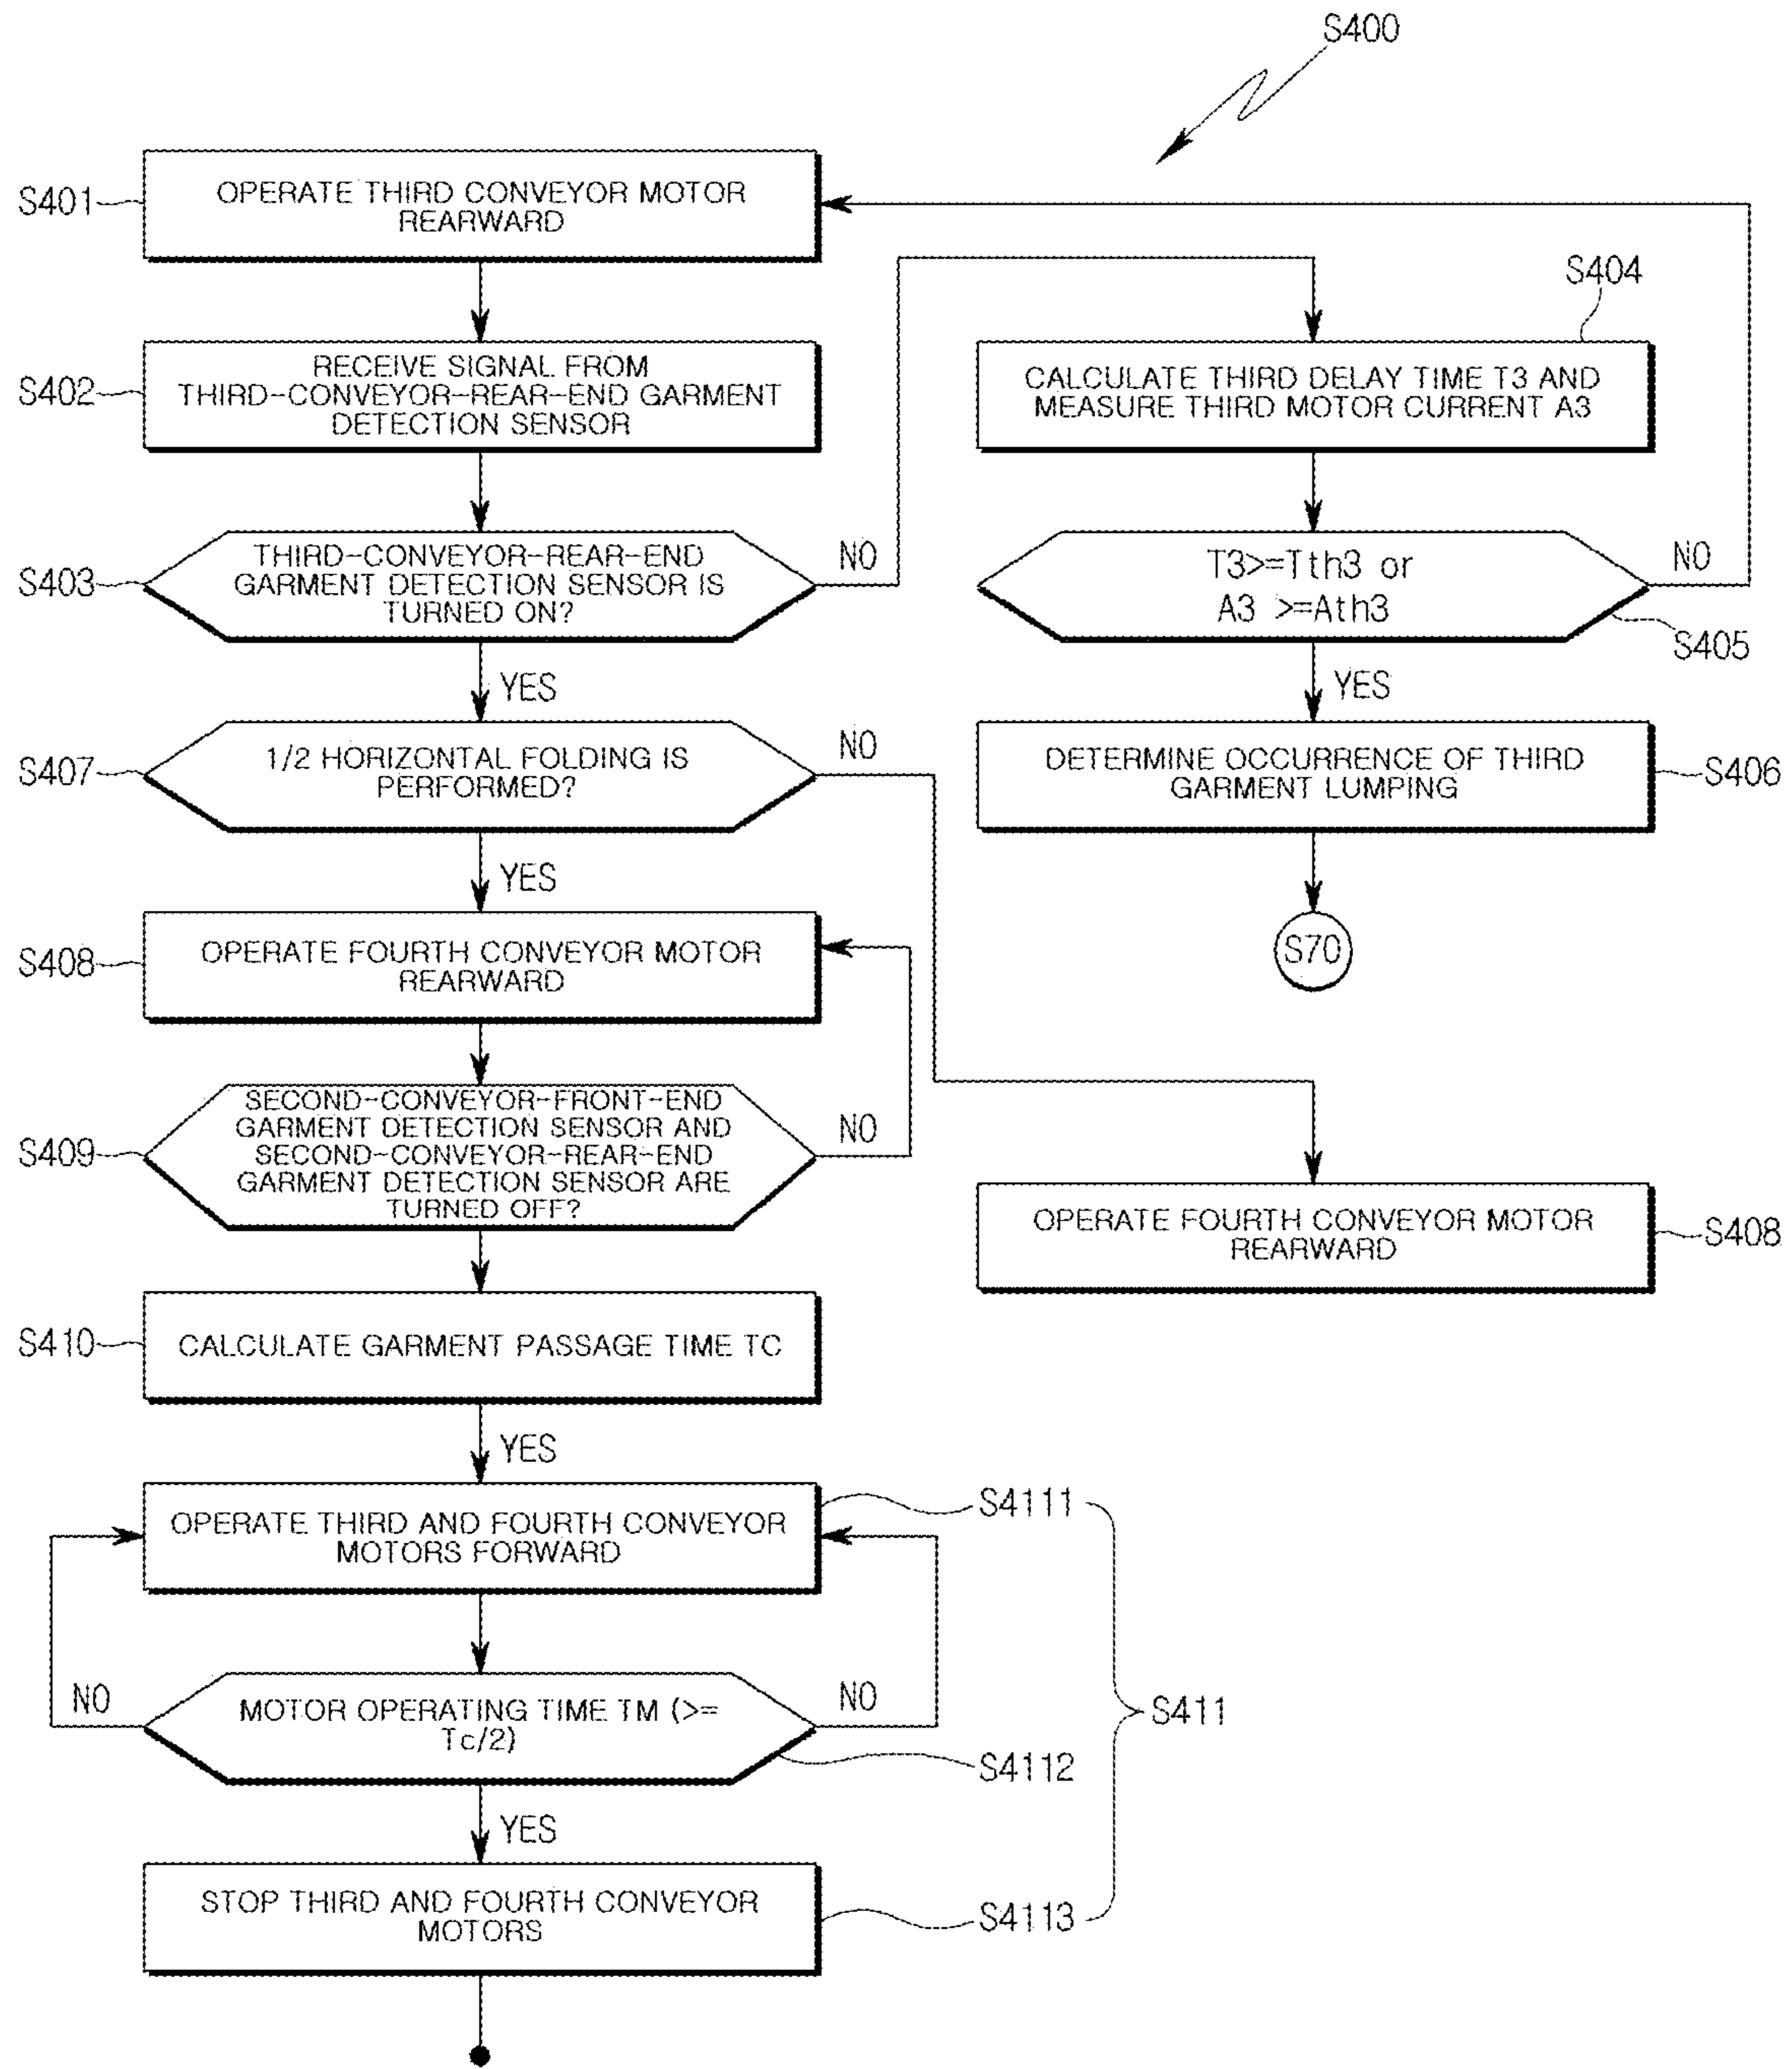 S400
S401
OPERATE THIRD CONVEYOR MOTOR
REARWARD
S402
RECEIVE SIGNAL FROM
THIRD-CONVEYOR-REAR-END GARMENT
DETECTION SENSOR
S404
CALCULATE THIRD DELAY TIME T3 AND
MEASURE THIRD MOTOR CURRENT A3
S403
THIRD-CONVEYOR-REAR-END
GARMENT DETECTION SENSOR IS
TURNED ON?
NO
YES
T3>=Tth3 or
A3 >=Ath3
NO
S405
YES
S407
1/2 HORIZONTAL FOLDING IS
PERFORMED?
NO
YES
DETERMINE OCCURRENCE OF THIRD
GARMENT LUMPING
S406
S70
S408
OPERATE FOURTH CONVEYOR MOTOR
REARWARD
S409
SECOND-CONVEYOR-FRONT-END
GARMENT DETECTION SENSOR AND
SECOND-CONVEYOR-REAR-END
GARMENT DETECTION SENSOR ARE
TURNED OFF?
NO
OPERATE FOURTH CONVEYOR MOTOR
REARWARD
S408
S410
CALCULATE GARMENT PASSAGE TIME TC
YES
OPERATE THIRD AND FOURTH CONVEYOR
MOTORS FORWARD
S4111
NO
MOTOR OPERATING TIME TM (>=
Tc/2)
NO
S4112
S411
YES
STOP THIRD AND FOURTH CONVEYOR
MOTORS
S4113